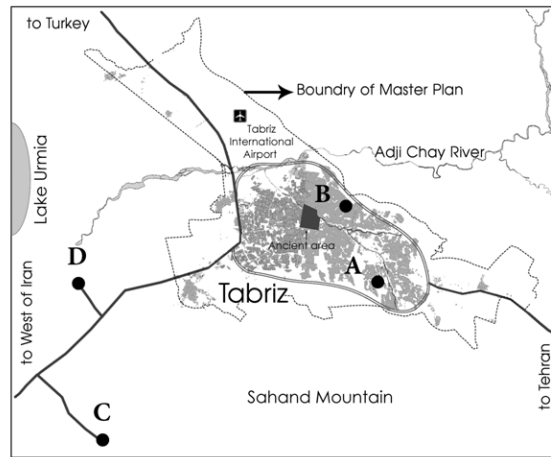 to Turkey
Boundry of Master Plan
Tabriz
International
Airport
Adji Chay River
Lake Urmia
B
Ancient area
D
A
Tabriz
to West of Iran
C
Sahand Mountain
to Tehran